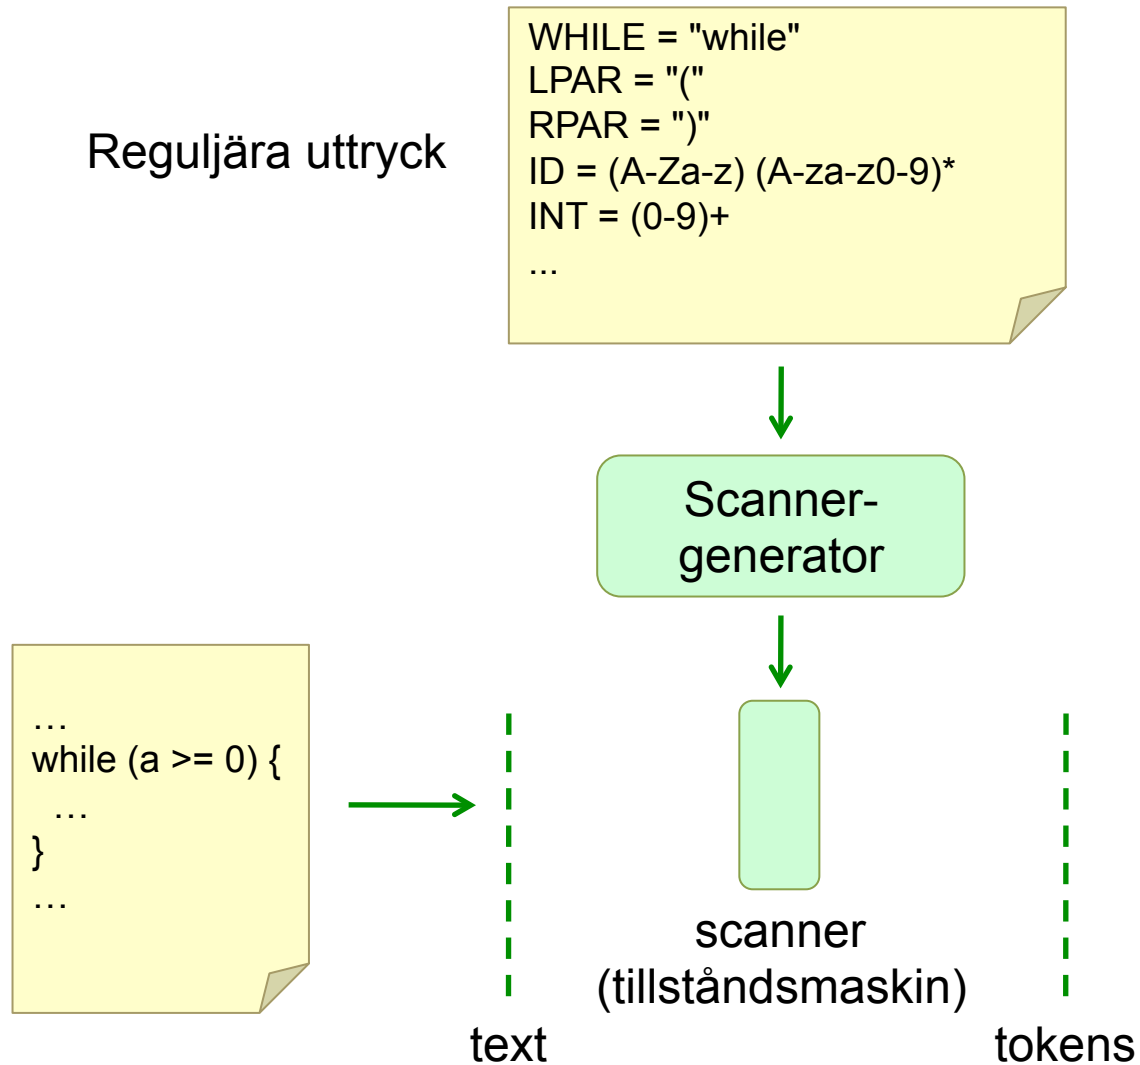 Reguljära uttryck
WHILE = "while"
LPAR = "("
RPAR = ")"
ID = (A-Za-z) (A-za-z0-9)*
INT = (0-9)+
...
Scanner-
generator
…
while (a >= 0) {
…
}
…
scanner
(tillståndsmaskin)
text
tokens